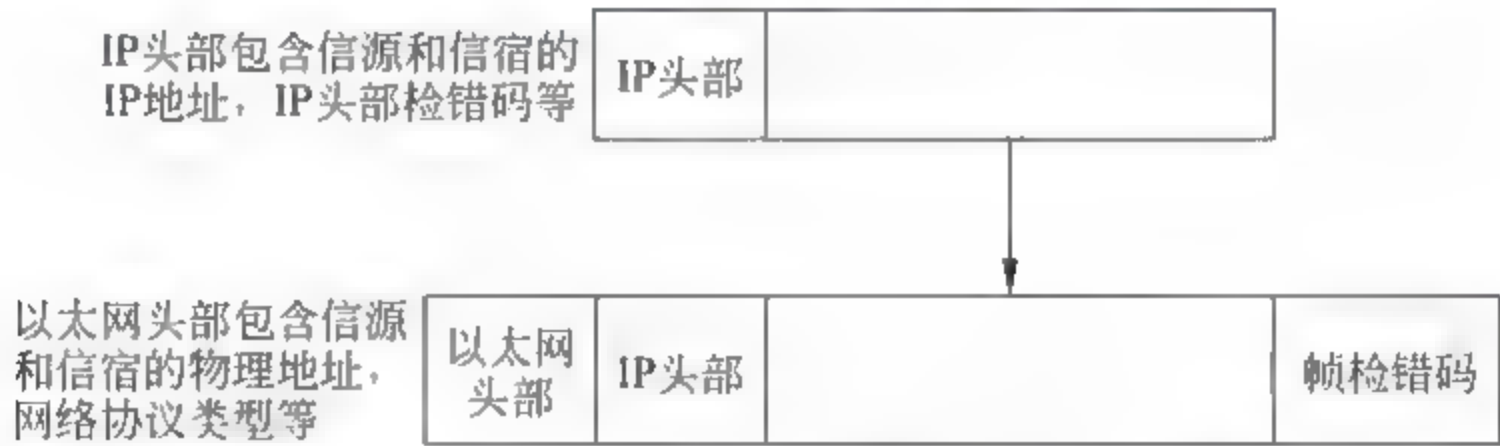 IP头部包含信源和信宿的
IP地址，IP头部检错码等
IP头部
以太网头部包含信源
和信宿的物理地址，
网络协议类型等
以太网
头部
IP头部
帧检错码